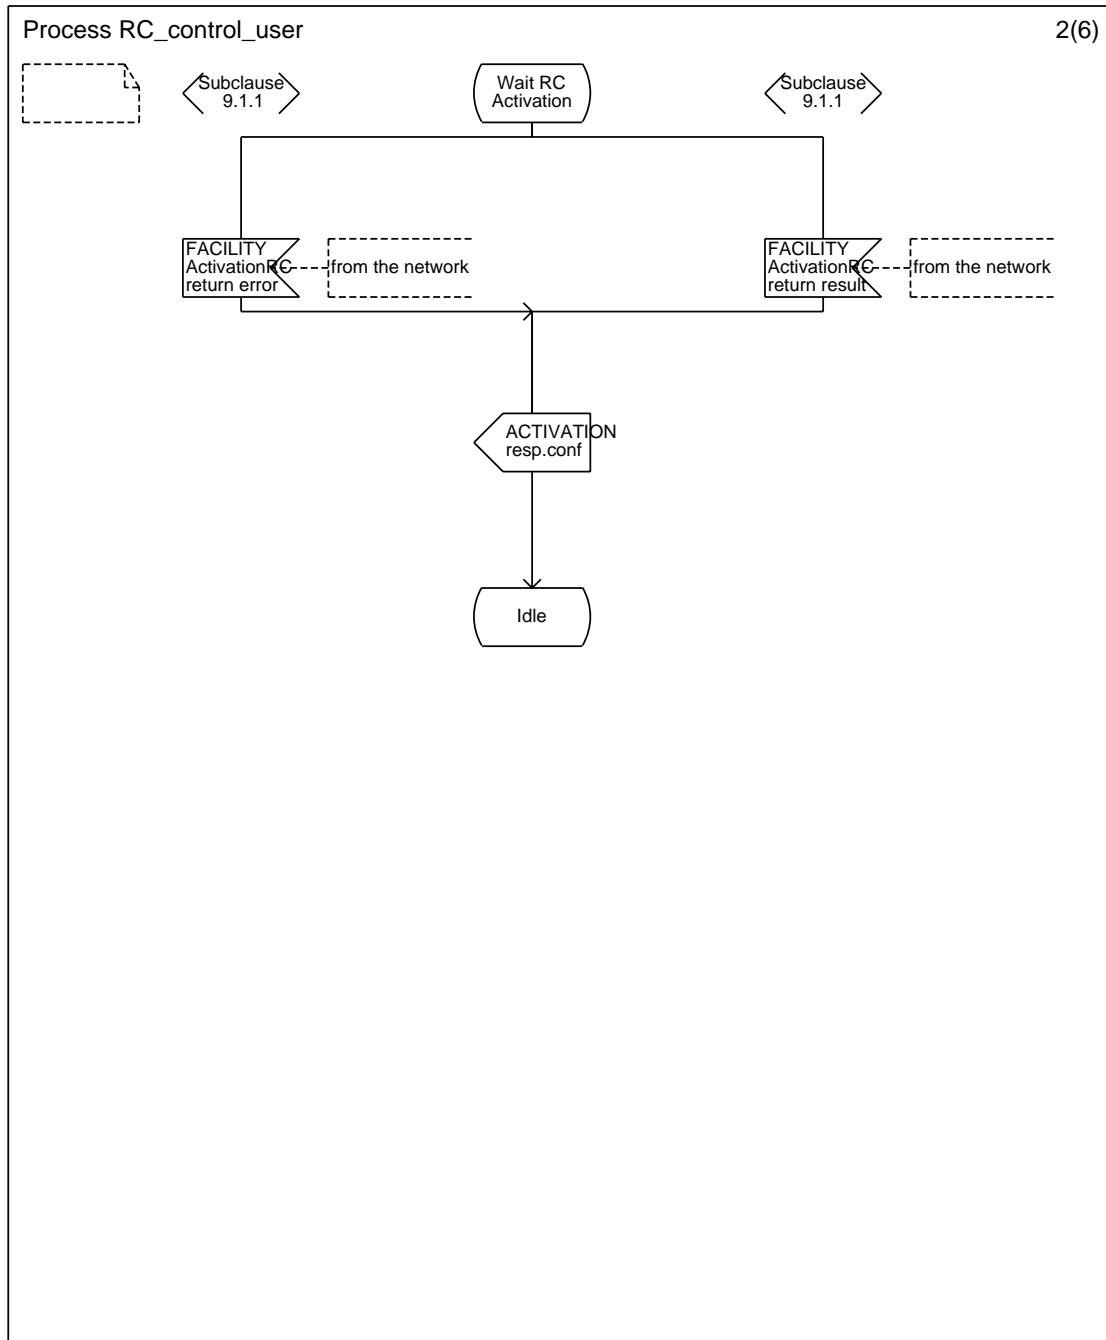 Process RC_control_user
2(6)
Subclause
9.1.1
Wait RC
Activation
Subclause
9.1.1
FACILITY
ActivationRC
return error
from the network
FACILITY
ActivationRC
return result
from the network
ACTIVATION
resp.conf
Idle